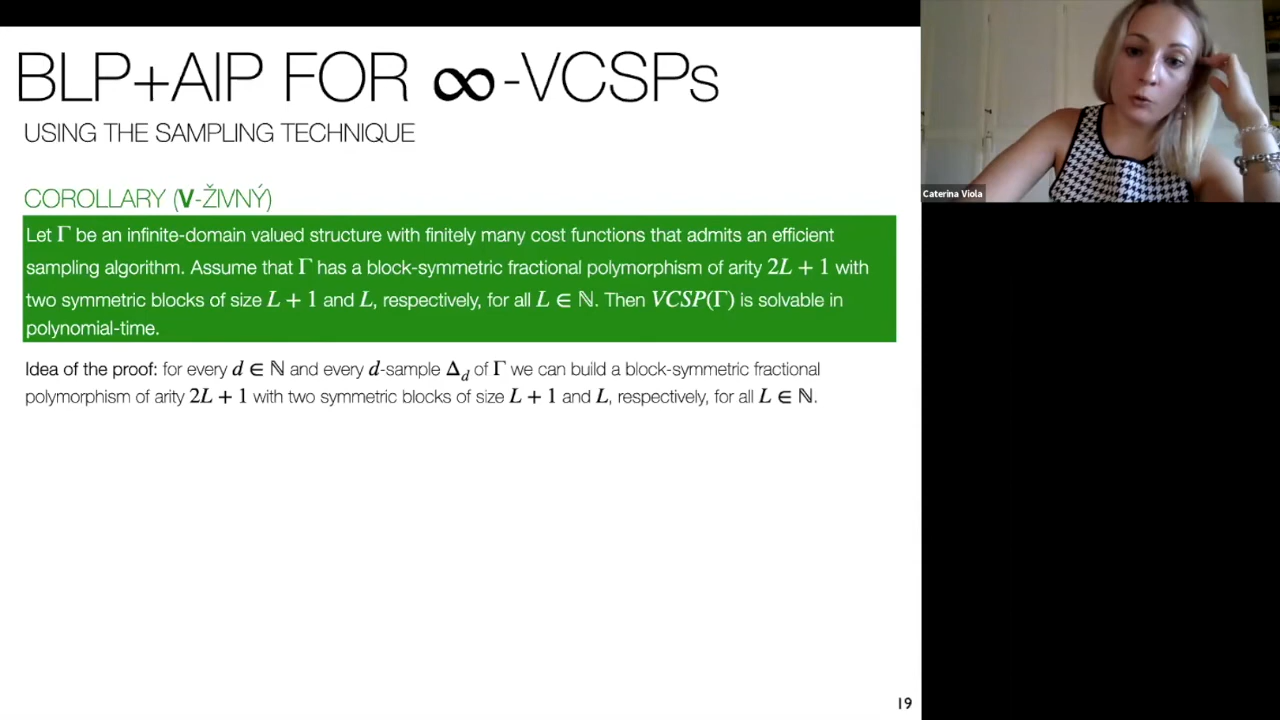 BLP+AIP FOR ∞-VCSPs
USING THE SAMPLING TECHNIQUE
COROLLARY (V-ŽIVNÝ)
Let Γ be an infinite-domain valued structure with finitely many cost functions that admits an efficient
sampling algorithm. Assume that Γ has a block-symmetric fractional polymorphism of arity 2L + 1 with
two symmetric blocks of size L + 1 and L, respectively, for all L ∈ ℕ. Then VCSP(Γ) is solvable in
polynomial-time.
Idea of the proof: for every d ∈ ℕ and every d-sample Δ_d of Γ we can build a block-symmetric fractional
polymorphism of arity 2L + 1 with two symmetric blocks of size L + 1 and L, respectively, for all L ∈ ℕ.
19
Caterina Viola